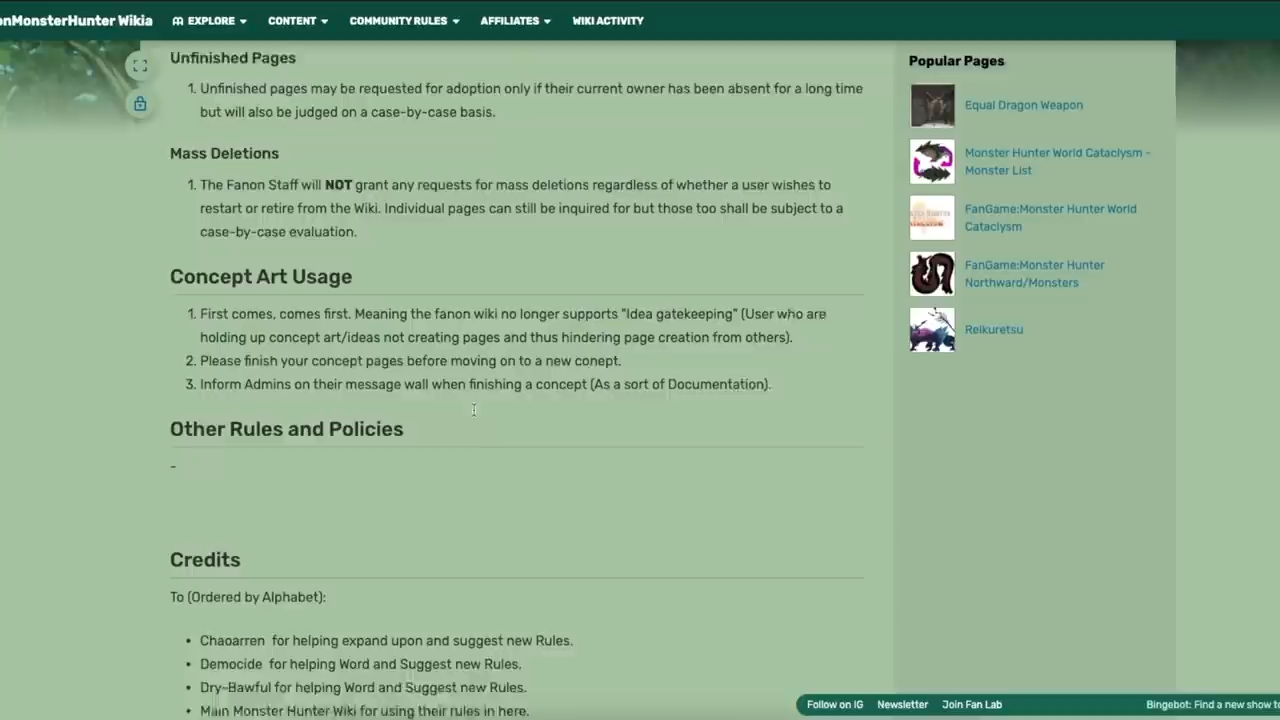 onMonsterHunter Wikia EXPLORE CONTENT COMMUNITY RULES AFFILIATES WIKI ACTIVITY
Unfinished Pages
1. Unfinished pages may be requested for adoption only if their current owner has been absent for a long time
but will also be judged on a case-by-case basis.
Mass Deletions
1. The Fanon Staff will NOT grant any requests for mass deletions regardless of whether a user wishes to
restart or retire from the Wiki. Individual pages can still be inquired for but those too shall be subject to a
case-by-case evaluation.
Concept Art Usage
1. First comes, comes first. Meaning the fanon wiki no longer supports "Idea gatekeeping" (User who are
holding up concept art/ideas not creating pages and thus hindering page creation from others).
2. Please finish your concept pages before moving on to a new conept.
3. Inform Admins on their message wall when finishing a concept (As a sort of Documentation).
Other Rules and Policies
-
Credits
To (Ordered by Alphabet):
• Chaoarren for helping expand upon and suggest new Rules.
• Democide for helping Word and Suggest new Rules.
• Dry-Bawful for helping Word and Suggest new Rules.
• Main Monster Hunter Wiki for using their rules in here.
Popular Pages
Equal Dragon Weapon
Monster Hunter World Cataclysm -
Monster List
FanGame:Monster Hunter World
Cataclysm
FanGame:Monster Hunter
Northward/Monsters
Reikuretsu
Follow on IG Newsletter Join Fan Lab Bingebot: Find a new show to